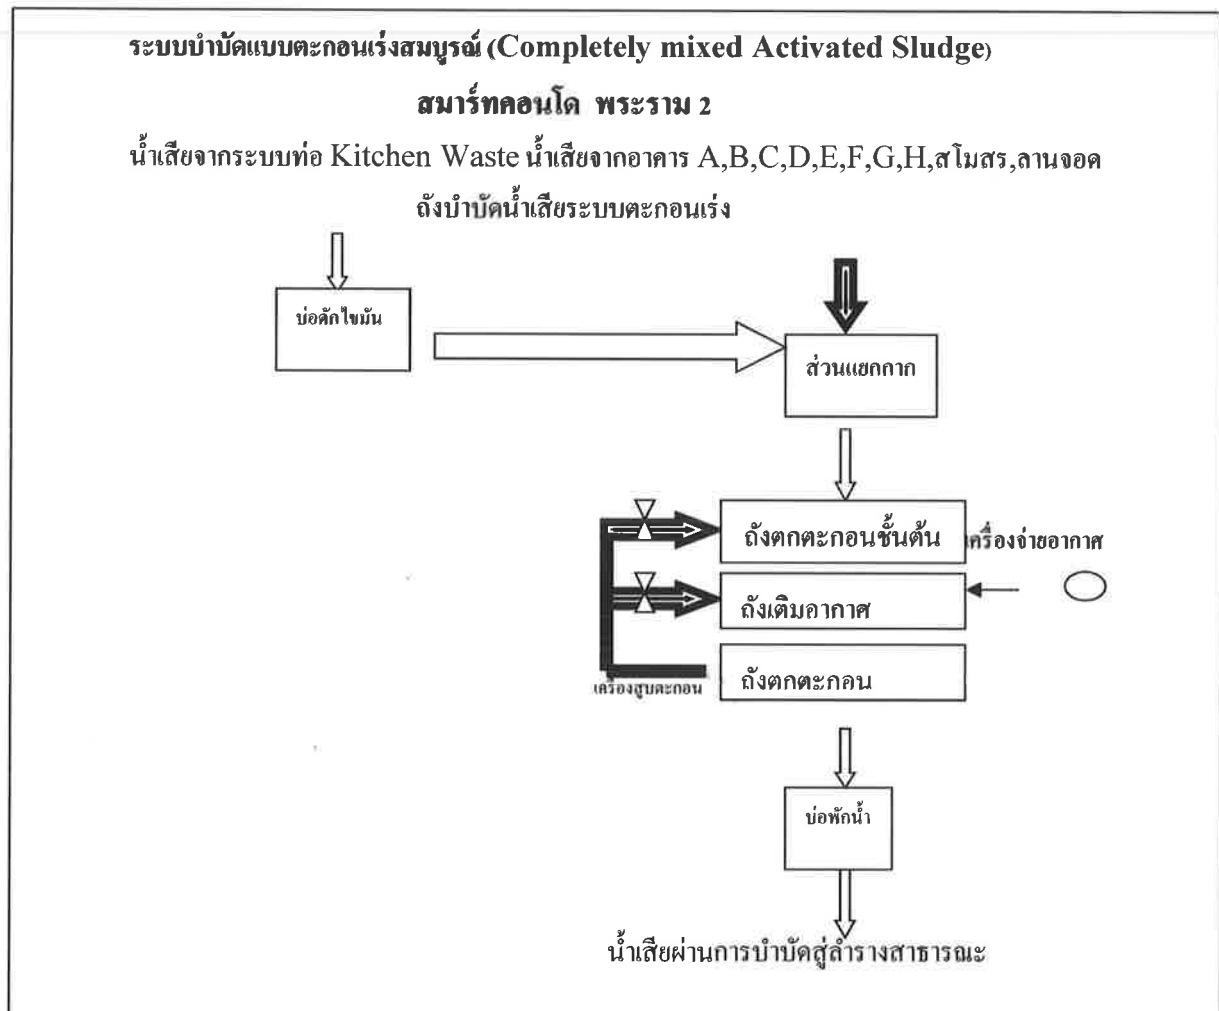 ระบบบำบัดแบบตะกอนเร่งสมบูรณ์ (Completely mixed Activated Sludge)
สมาร์ทคอนโด พระราม 2
น้ำเสียจากระบบท่อ Kitchen Waste น้ำเสียจากอาคาร A,B,C,D,E,F,G,H,สโมสร,ลานจอด
ถังบำบัดน้ำเสียระบบตะกอนเร่ง
บ่อดักไขมัน
ส่วนแยกกาก
ถังตกตะกอนชั้นต้น
เครื่องจ่ายอากาศ
ถังเติมอากาศ
ถังตกตะกอน
เครื่องสูบตะกอน
บ่อพักน้ำ
น้ำเสียผ่านการบำบัดสู่ลำรางสาธารณะ